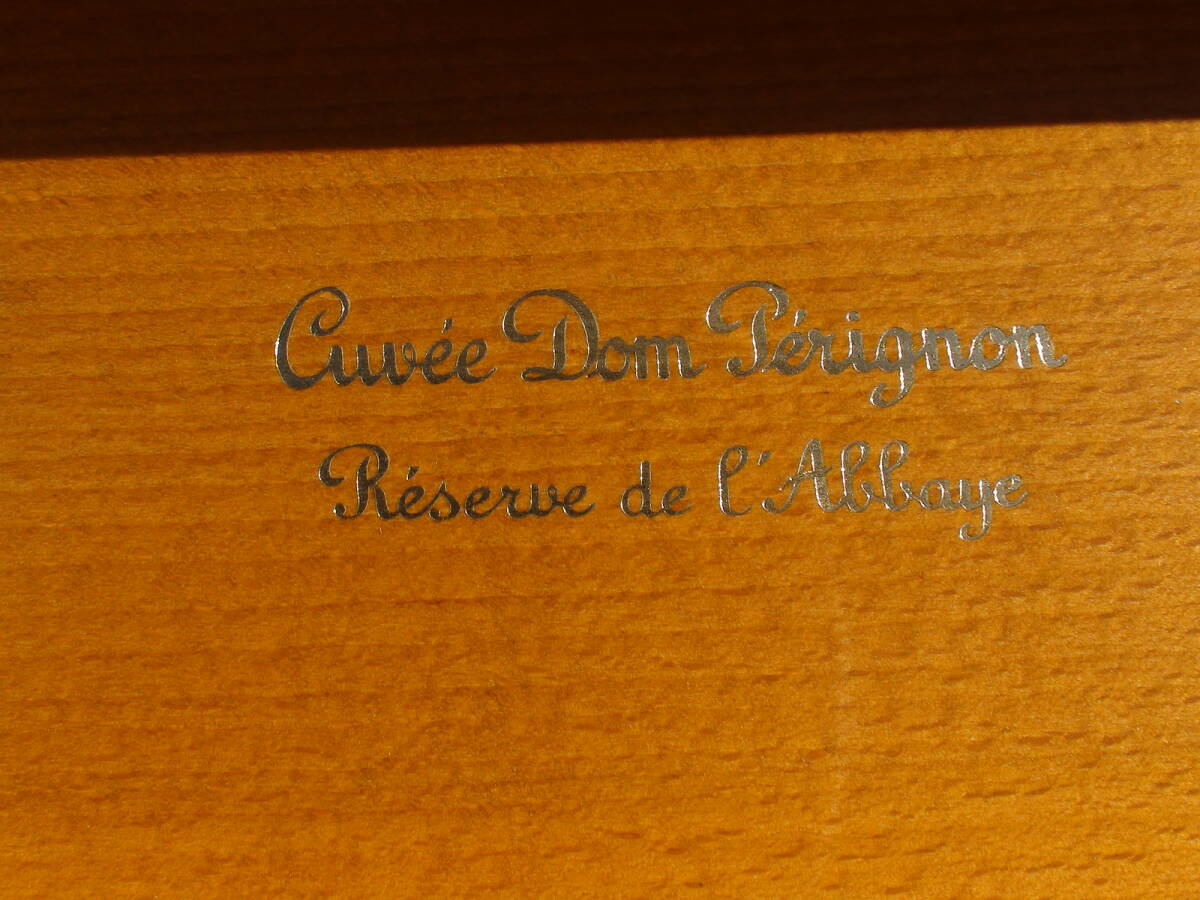 Cuvée Dom Pérignon
Réserve de l'Abbaye